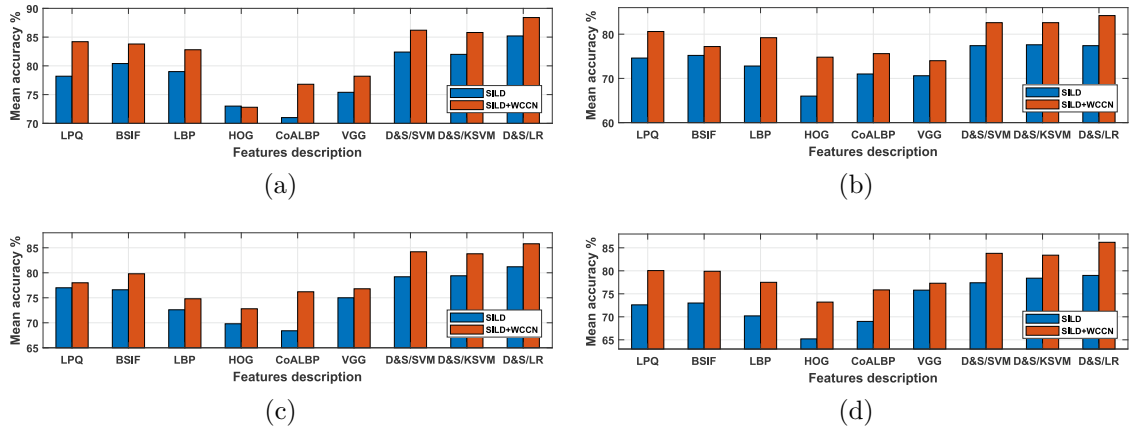 90
85
80
75
70
Mean accuracy %
SILD
SILD+WCCN
LPQ BSIF LBP HOG CoALBP VGG D&S/SVM D&S/KSVM D&S/LR
Features description
(a)
80
70
60
Mean accuracy %
SILD
SILD+WCCN
LPQ BSIF LBP HOG CoALBP VGG D&S/SVM D&S/KSVM D&S/LR
Features description
(b)
85
80
75
70
65
Mean accuracy %
SILD
SILD+WCCN
LPQ BSIF LBP HOG CoALBP VGG D&S/SVM D&S/KSVM D&S/LR
Features description
(c)
85
80
75
70
65
Mean accuracy %
SILD
SILD+WCCN
LPQ BSIF LBP HOG CoALBP VGG D&S/SVM D&S/KSVM D&S/LR
Features description
(d)